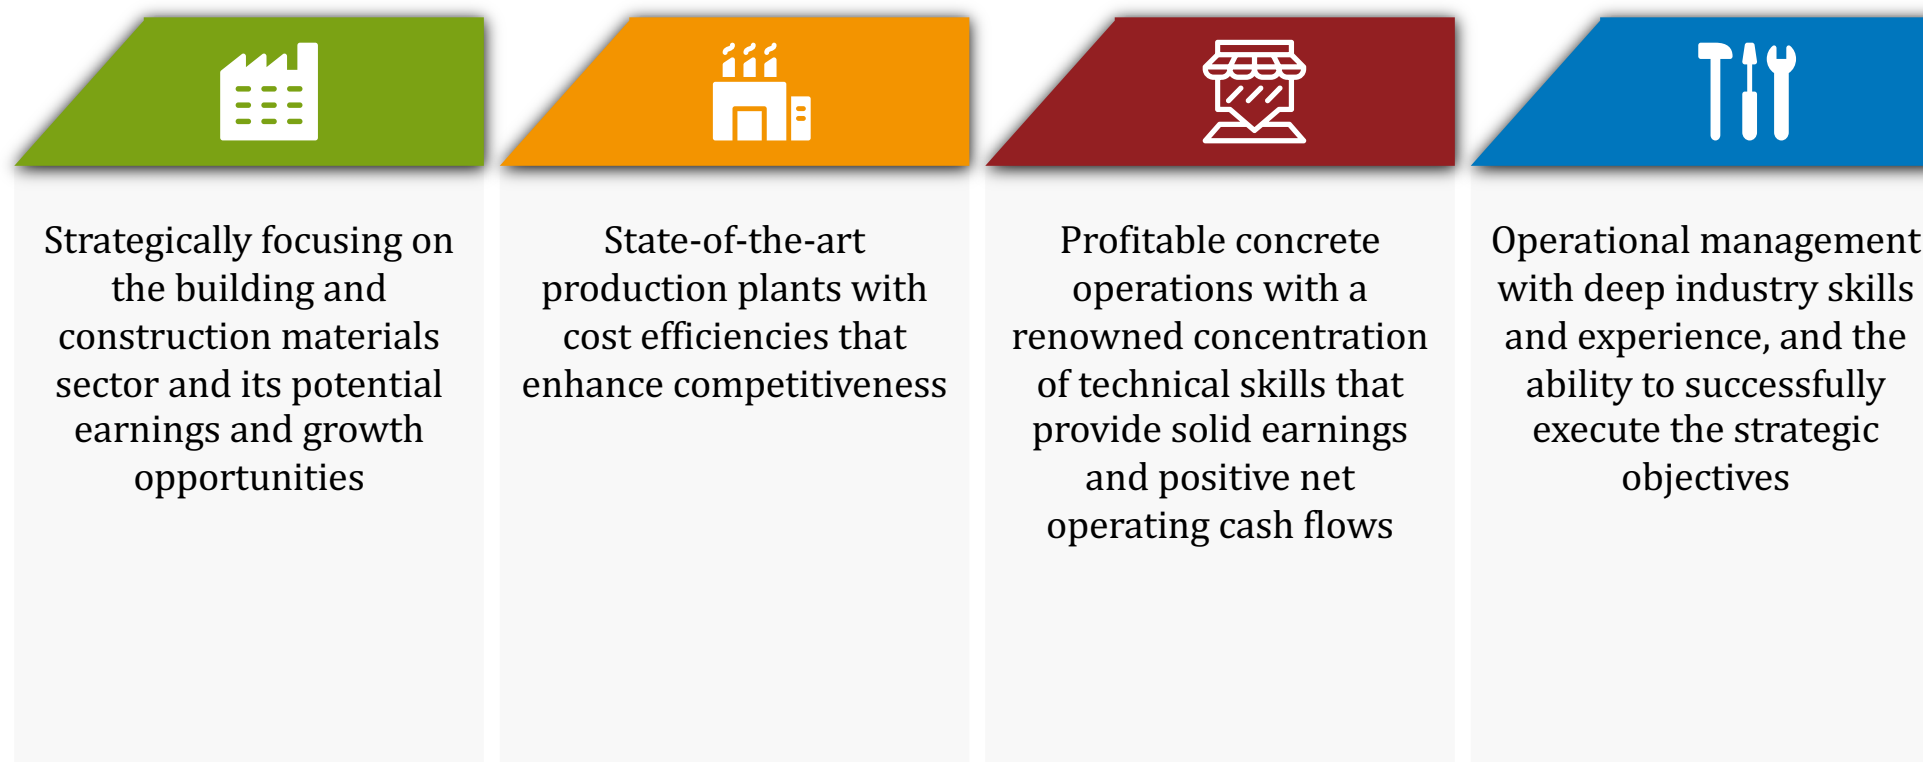 Strategically focusing on
the building and
construction materials
sector and its potential
earnings and growth
opportunities
State-of-the-art
production plants with
cost efficiencies that
enhance competitiveness
Profitable concrete
operations with a
renowned concentration
of technical skills that
provide solid earnings
and positive net
operating cash flows
Operational management
with deep industry skills
and experience, and the
ability to successfully
execute the strategic
objectives